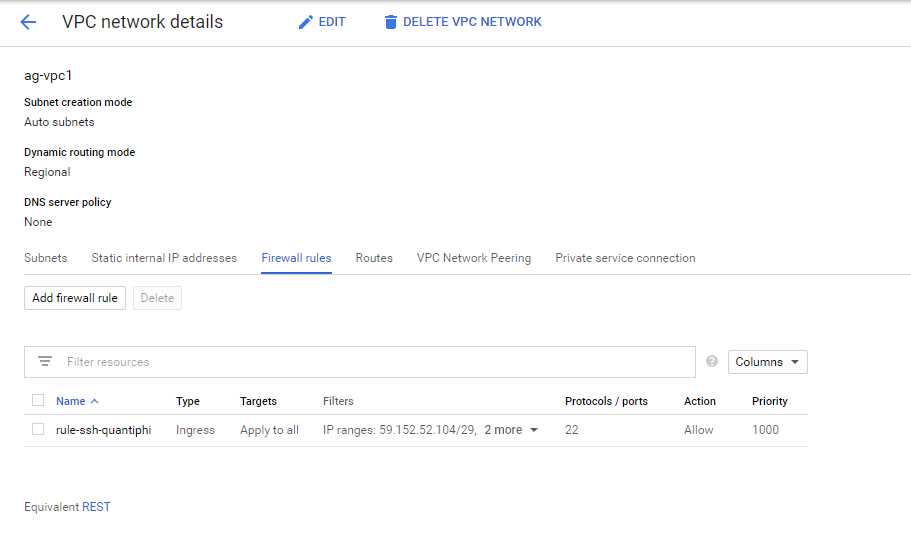 VPC network details EDIT DELETE VPC NETWORK
ag-vpc1
Subnet creation mode
Auto subnets
Dynamic routing mode
Regional
DNS server policy
None
Subnets Static internal IP addresses Firewall rules Routes VPC Network Peering Private service connection
Add firewall rule Delete
Filter resources ? Columns
Name Type Targets Filters Protocols / ports Action Priority
rule-ssh-quantiphi Ingress Apply to all IP ranges: 59.152.52.104/29, 2 more 22 Allow 1000
Equivalent REST